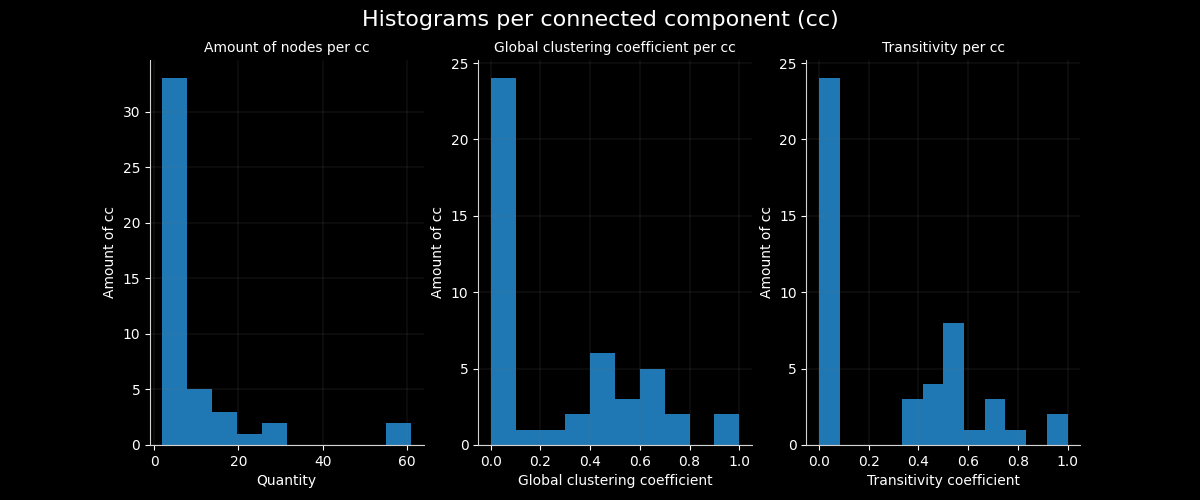 Histograms per connected component (cc)
Amount of nodes per cc
Amount of cc
30
25
20
15
10
5
0
0 20 40 60
Quantity
Global clustering coefficient per cc
Amount of cc
25
20
15
10
5
0
0.0 0.2 0.4 0.6 0.8 1.0
Global clustering coefficient
Transitivity per cc
Amount of cc
25
20
15
10
5
0
0.0 0.2 0.4 0.6 0.8 1.0
Transitivity coefficient